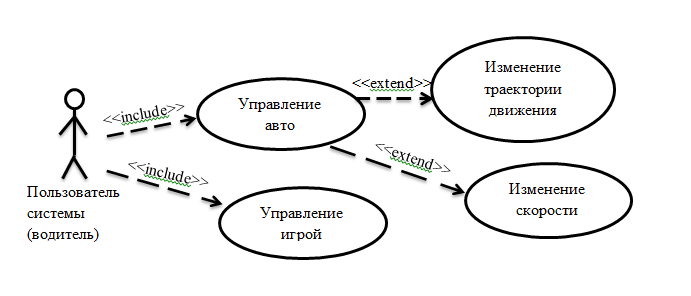 <<include>>
Управление
авто
<<extend>>
Изменение
траектории
движения
<<extend>>
<<include>>
Пользователь
системы
(водитель)
Управление
игрой
Изменение
скорости